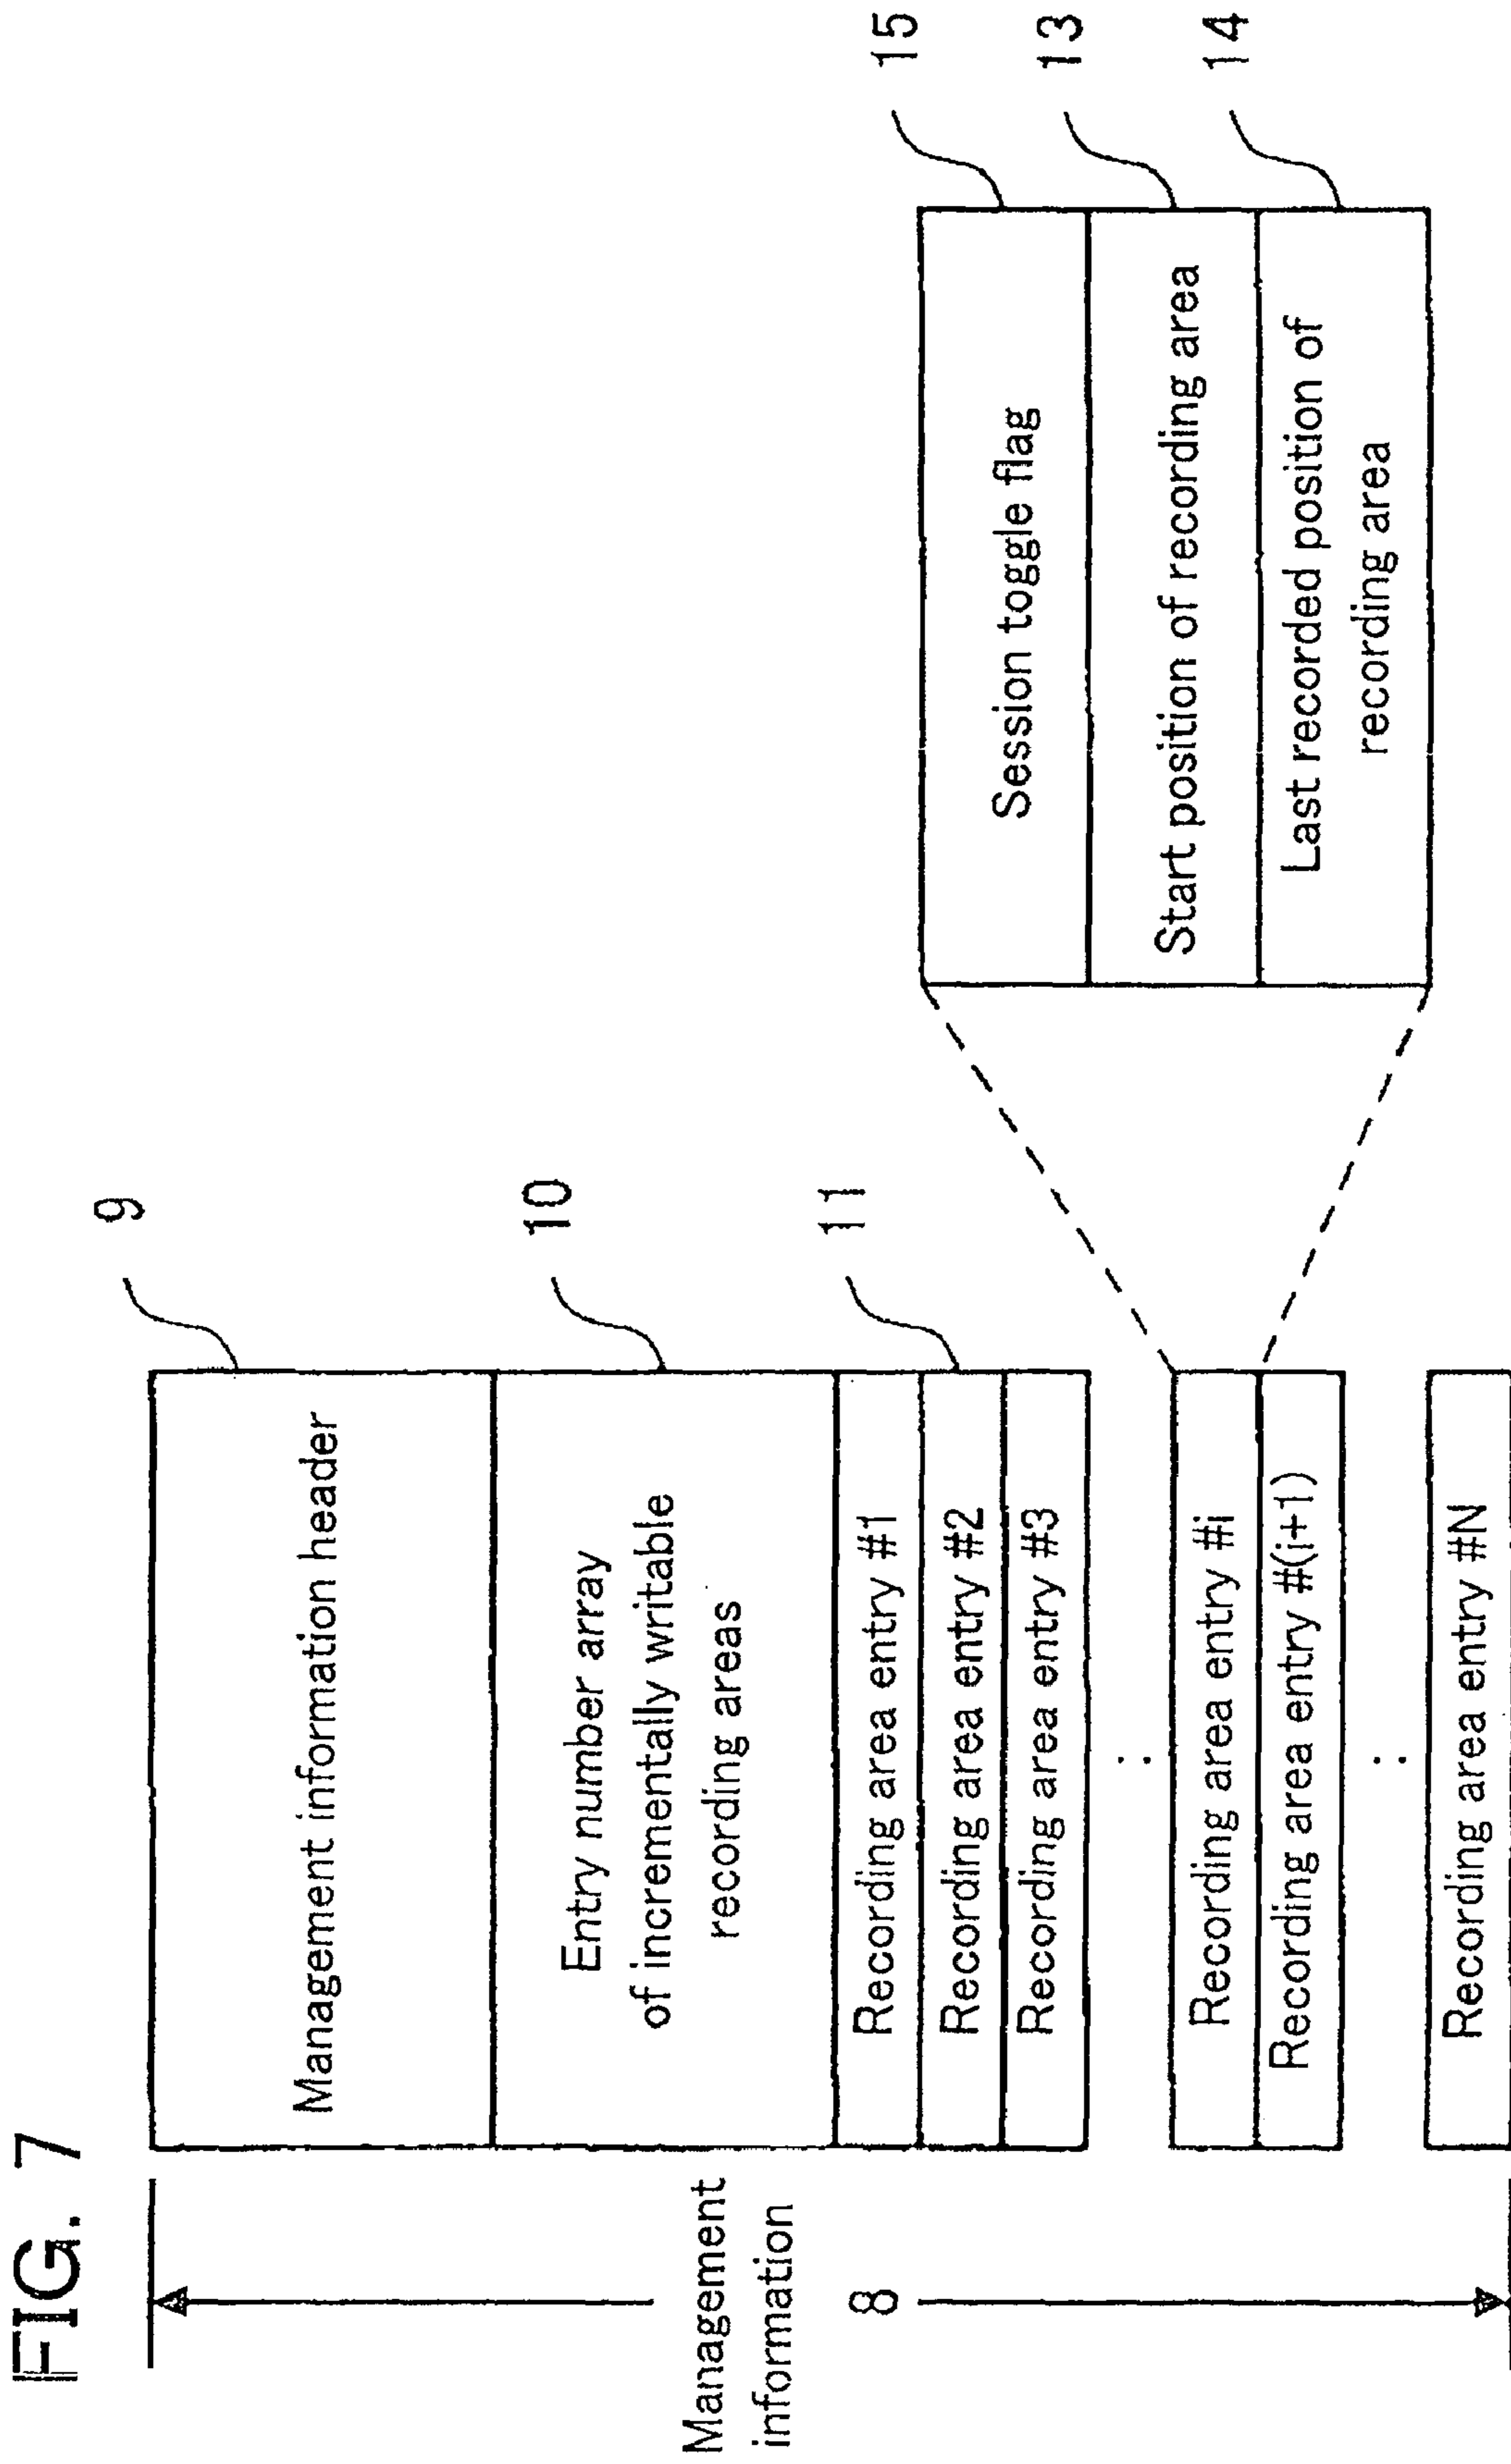 FIG. 7
Management
information
8
Management information header
9
Entry number array
of incrementally writable
recording areas
10
Recording area entry #1
Recording area entry #2
11
Recording area entry #3
:
Recording area entry #i
Recording area entry #(i+1)
:
Recording area entry #N
Session toggle flag
15
Start position of recording area
13
Last recorded position of
recording area
14